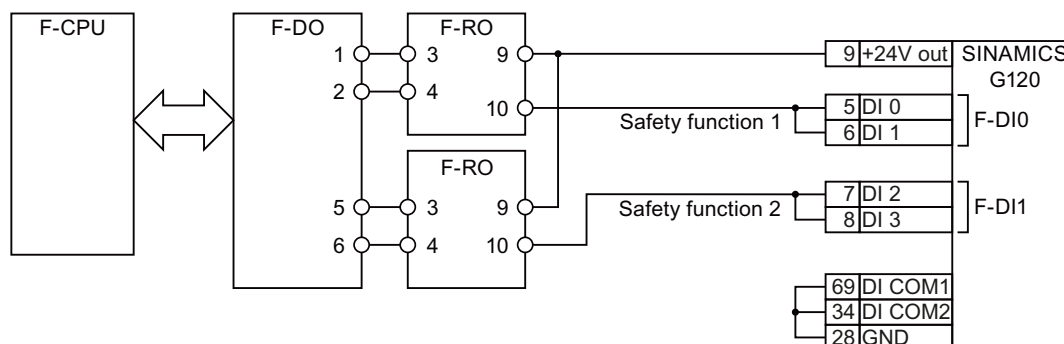 F-CPU
F-DO
F-RO
SINAMICS
G120
1
3
9
9 +24V out
2
4
10
Safety function 1
5 DI 0
6 DI 1
F-DI0
F-RO
5
3
9
Safety function 2
7 DI 2
8 DI 3
F-DI1
6
4
10
69 DI COM1
34 DI COM2
28 GND